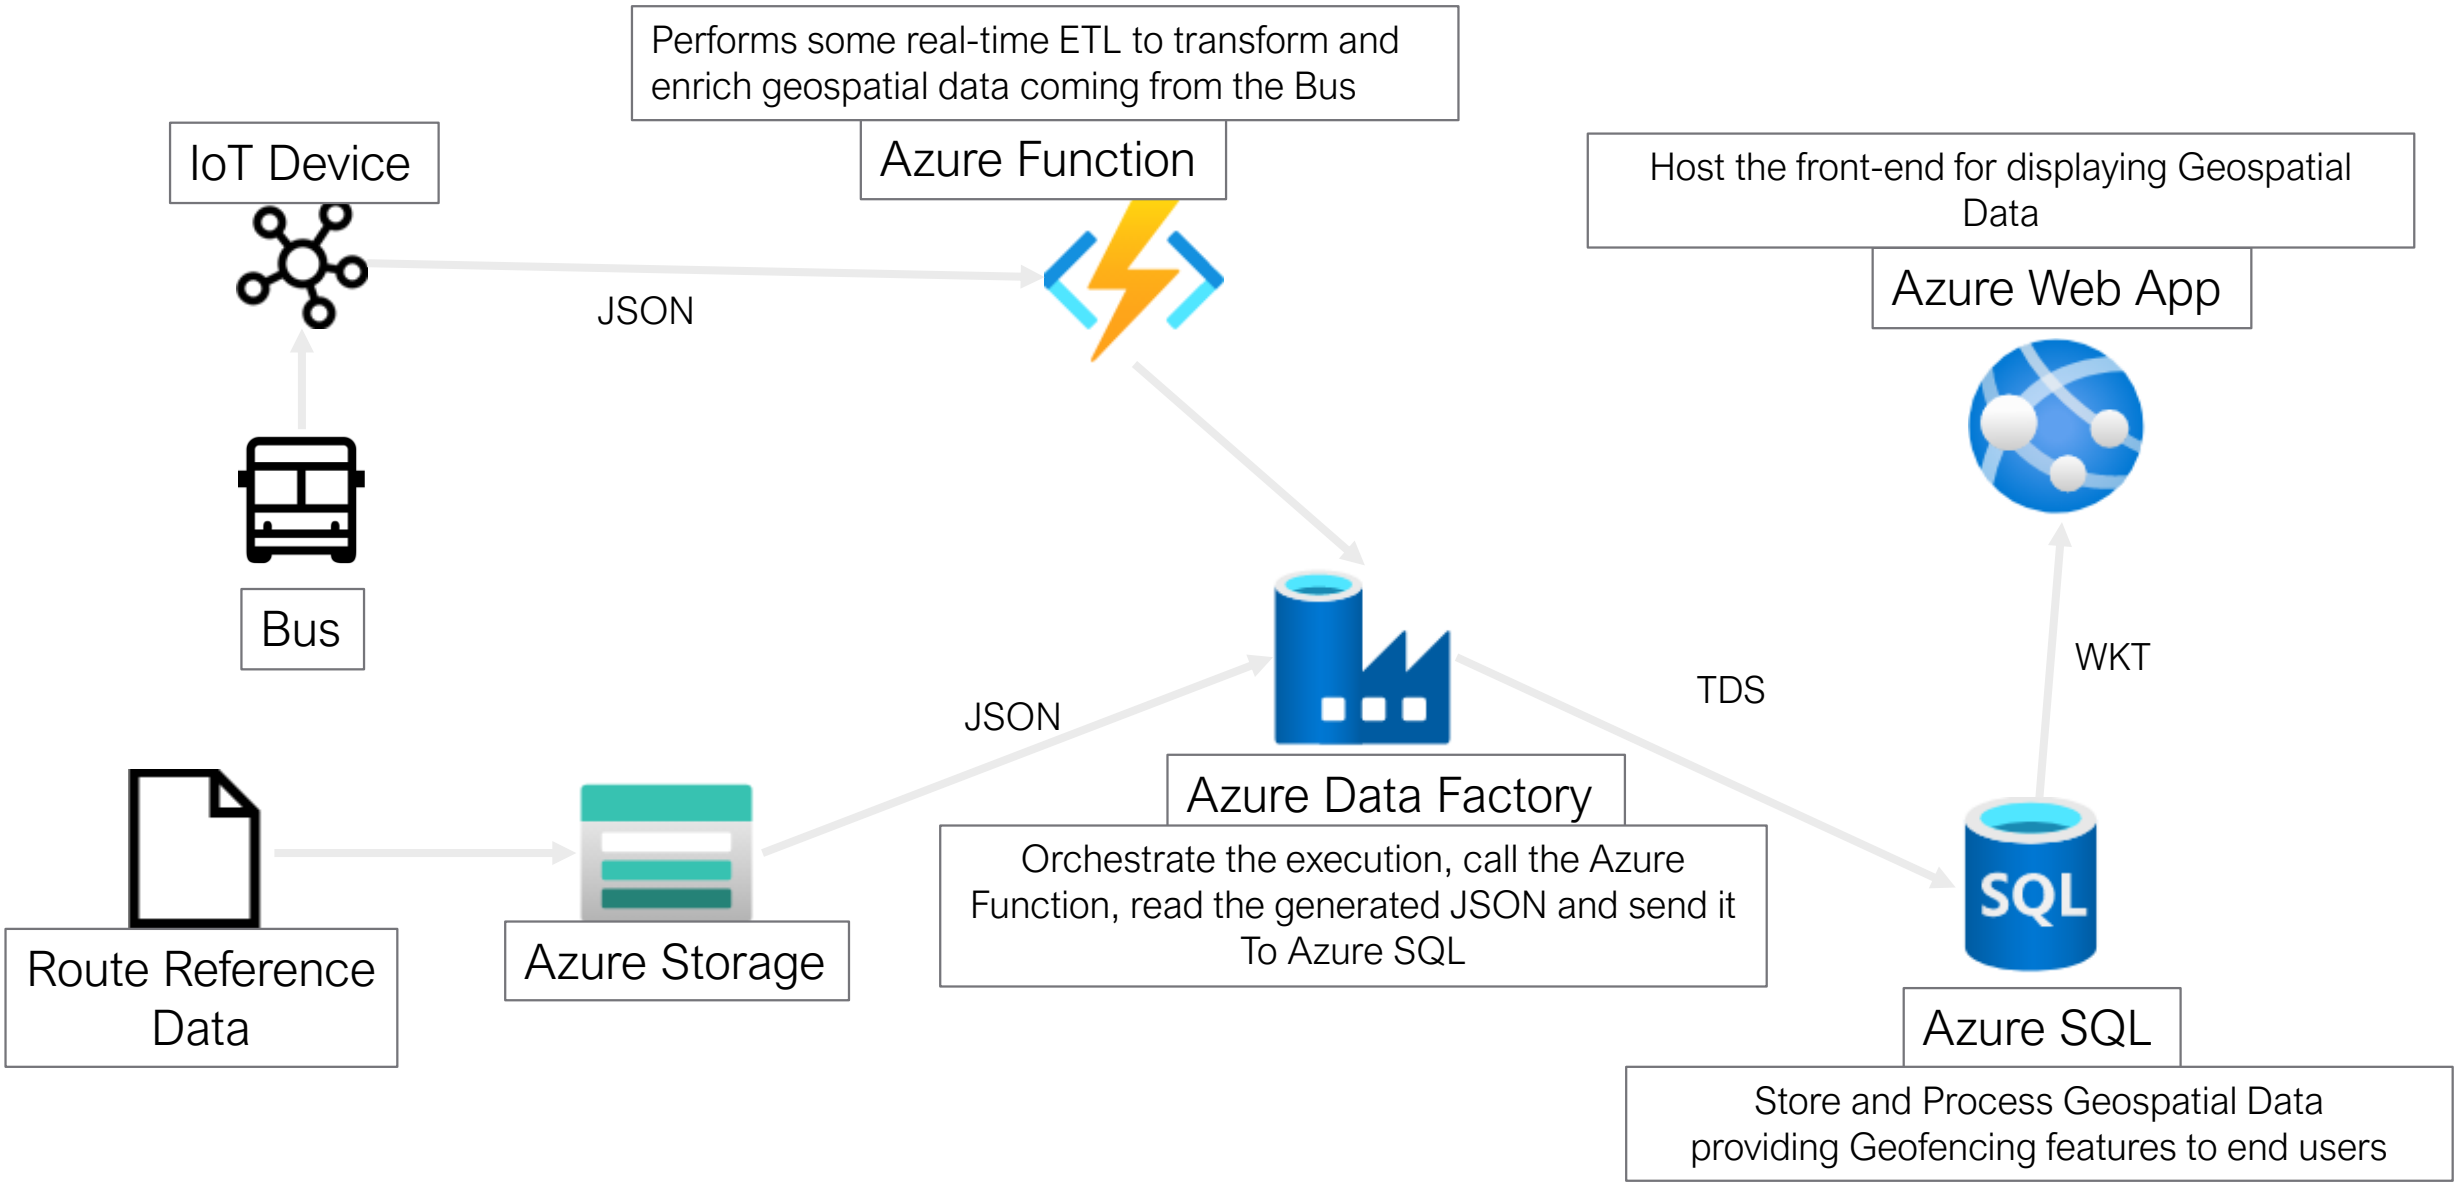 Performs some real-time ETL to transform and
enrich geospatial data coming from the Bus
IoT Device
Azure Function
Host the front-end for displaying Geospatial
Data
Azure Web App
JSON
Bus
WKT
TDS
JSON
Azure Data Factory
Orchestrate the execution, call the Azure
Function, read the generated JSON and send it
To Azure SQL
SQL
Route Reference
Data
Azure Storage
Azure SQL
Store and Process Geospatial Data
providing Geofencing features to end users